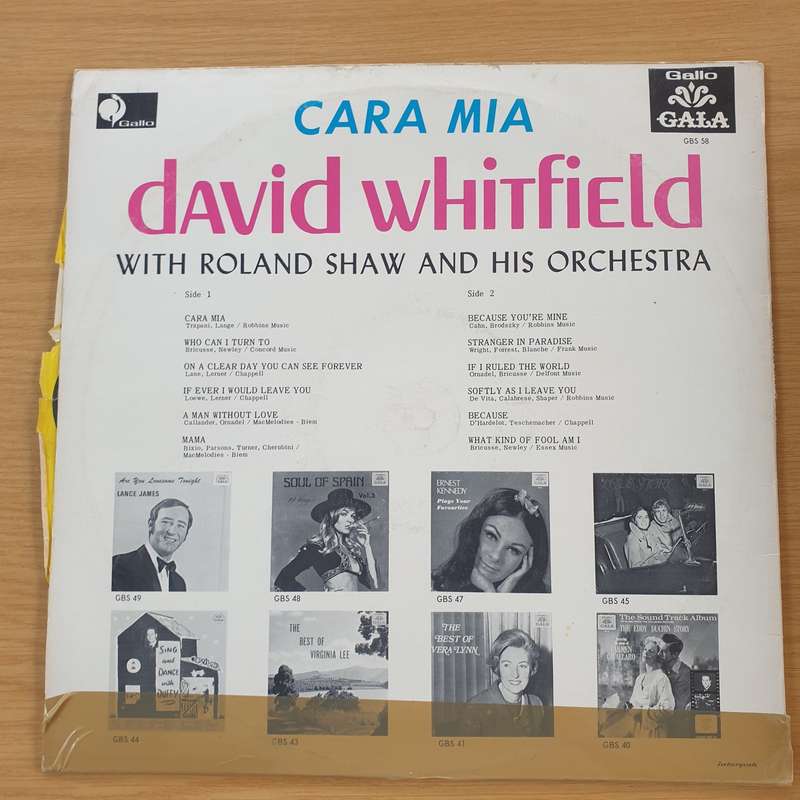 Gallo
CARA MIA
Gallo
GALA
GBS 58
david Whitfield
WITH ROLAND SHAW AND HIS ORCHESTRA
Side 1
CARA MIA
Trapani, Lange / Robbins Music
WHO CAN I TURN TO
Bricusse, Newley / Concord Music
ON A CLEAR DAY YOU CAN SEE FOREVER
Lane, Lerner / Chappell
IF EVER I WOULD LEAVE YOU
Loewe, Lerner / Chappell
A MAN WITHOUT LOVE
Callander, Ornadel / MacMelodies - Biem
MAMA
Bixio, Parsons, Turner, Cherubini /
MacMelodies - Biem
Side 2
BECAUSE YOU'RE MINE
Cahn, Brodszky / Robbins Music
STRANGER IN PARADISE
Wright, Forrest, Blanche / Frank Music
IF I RULED THE WORLD
Ornadel, Bricusse / Delfont Music
SOFTLY AS I LEAVE YOU
De Vita, Calabrese, Shaper / Robbins Music
BECAUSE
D'Hardelot, Teschemacher / Chappell
WHAT KIND OF FOOL AM I
Bricusse, Newley / Essex Music
Are You Lonesome Tonight
LANCE JAMES
GBS 49
SOUL OF SPAIN
Vol.3
GBS 48
ERNEST
KENNEDY
Plays Your
Favourites
GBS 47
GBS 45
SING
and
DANCE
with
DUFFY
GBS 44
THE
BEST OF
VIRGINIA LEE
GBS 43
THE
BEST OF
VERA LYNN
GBS 41
The Sound Track Album
THE EDDY DUCHIN STORY
CARMEN
CAVALLARO
GBS 40